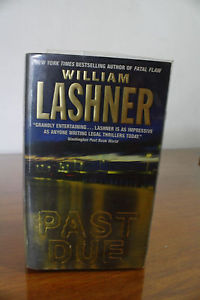 NEW YORK TIMES BESTSELLING AUTHOR OF FATAL FLAW
WILLIAM
LASHNER
"GRANDLY ENTERTAINING... LASHNER IS AS IMPRESSIVE
AS ANYONE WRITING LEGAL THRILLERS TODAY."
Washington Post Book World
PAST
DUE